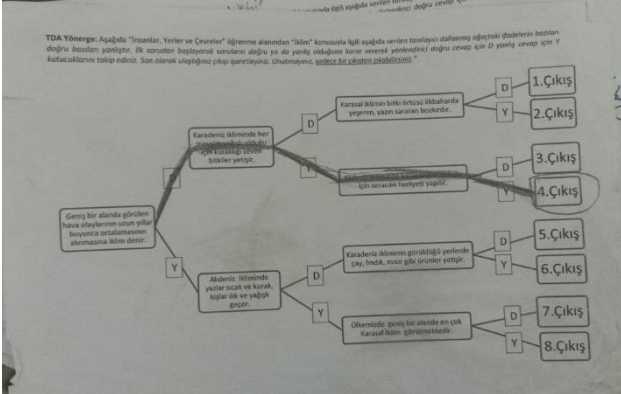 TDA Yönerge: Aşağıda "İnsanlar, Yerler ve Çevreler" öğrenme alanından "İklim" konusuyla ilgili aşağıda verilen tanılayıcı dallanmış ağaçtaki ifadelerin bazıları
doğru bazıları yanlıştır. İlk sorudan başlayarak soruların doğru ya da yanlış olduğuna karar vererek yönlendirici doğru cevap için D yanlış cevap için Y
kutucuklarını takip ediniz. Son olarak ulaştığınız çıkışı işaretleyiniz. Unutmayınız, sadece bir çıkıştan çıkabilirsiniz."
Geniş bir alanda görülen
hava olaylarının uzun yıllar
boyunca ortalamasının
alınmasına iklim denir.
D
Y
Karadeniz ikliminde her
için kuraklığı seven
bitkiler yetişir.
D
Y
Akdeniz ikliminde
yazlar sıcak ve kurak,
kışlar ılık ve yağışlı
geçer.
D
Y
Karasal iklimin bitki örtüsü ilkbaharda
yeşeren, yazın sararan bozkırdır.
D
Y
1.Çıkış
2.Çıkış
için seracılık faaliyeti yapılır.
D
Y
3.Çıkış
4.Çıkış
Karadeniz ikliminin görüldüğü yerlerde
çay, fındık, mısır gibi ürünler yetişir.
D
Y
5.Çıkış
6.Çıkış
Ülkemizde geniş bir alanda en çok
Karasal iklim görülmektedir.
D
Y
7.Çıkış
8.Çıkış